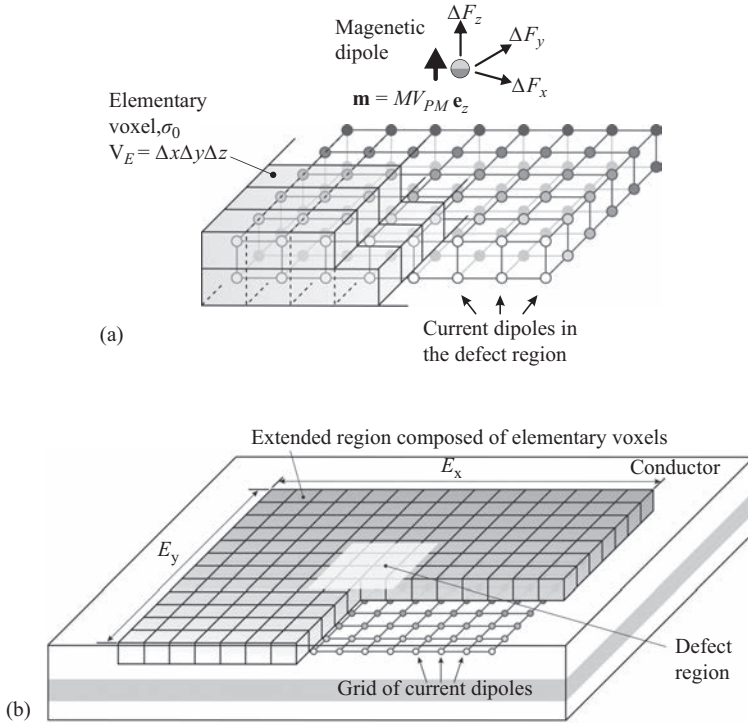 Magenetic
dipole
ΔF_z
ΔF_y
ΔF_x
m = MV_PM e_z
Elementary
voxel,σ_0
V_E = ΔxΔyΔz
Current dipoles in
the defect region
(a)
Extended region composed of elementary voxels
E_x
Conductor
E_y
Defect
region
Grid of current dipoles
(b)